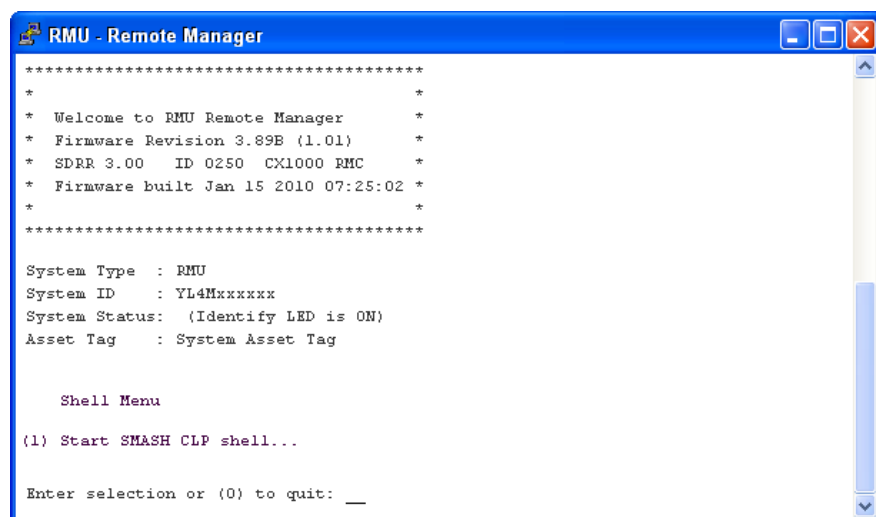 RMU - Remote Manager
****************************************
* *
* Welcome to RMU Remote Manager *
* Firmware Revision 3.89B (1.01) *
* SDRR 3.00 ID 0250 CX1000 RMC *
* Firmware built Jan 15 2010 07:25:02 *
* *
****************************************
System Type : RMU
System ID : YL4Mxxxxxx
System Status: (Identify LED is ON)
Asset Tag : System Asset Tag
Shell Menu
(1) Start SMASH CLP shell...
Enter selection or (0) to quit: __